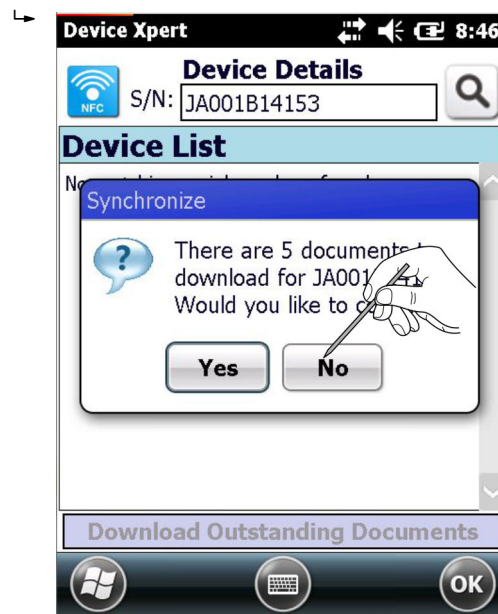 Device Xpert 8:46
Device Details
NFC S/N: JA001B14153
Device List
Synchronize
There are 5 documents
download for JA001
Would you like to
Yes No
Download Outstanding Documents
OK